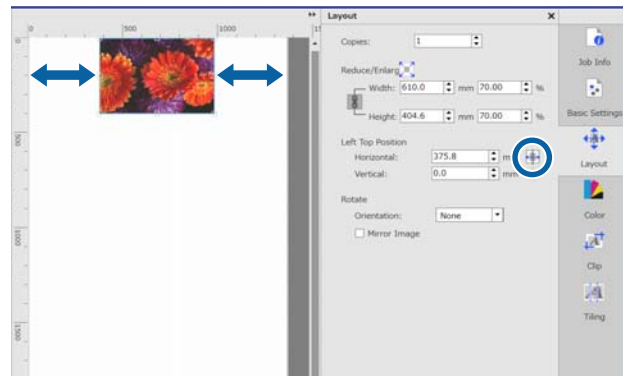 Layout
0
500
1000
0
500
1000
1500
Copies: 1
Reduce/Enlarg
Width: 610.0 mm 70.00 %
Height: 404.6 mm 70.00 %
Left Top Position
Horizontal: 375.8 m
Vertical: 0.0 mm
Rotate
Orientation: None
Mirror Image
Job Info
Basic Settings
Layout
Color
Clip
Tiling